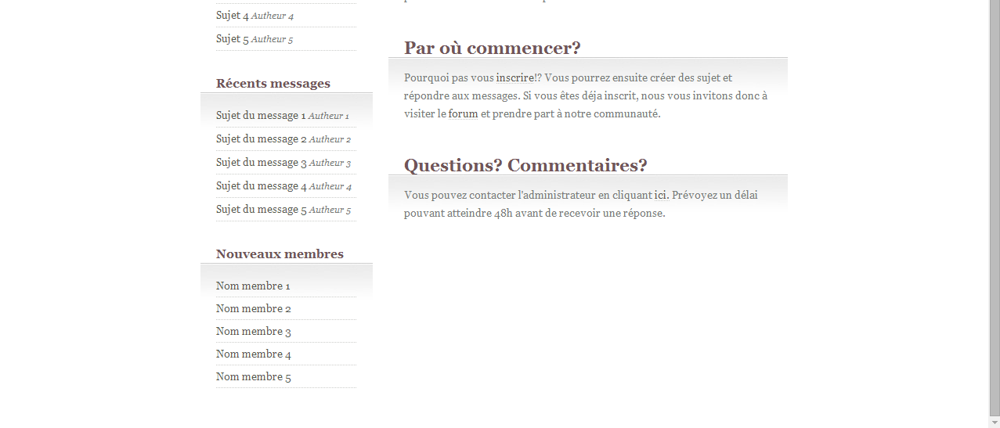 Sujet 4 Autheur 4
Sujet 5 Autheur 5
Récents messages
Sujet du message 1 Autheur 1
Sujet du message 2 Autheur 2
Sujet du message 3 Autheur 3
Sujet du message 4 Autheur 4
Sujet du message 5 Autheur 5
Nouveaux membres
Nom membre 1
Nom membre 2
Nom membre 3
Nom membre 4
Nom membre 5
Par où commencer?
Pourquoi pas vous inscrire!? Vous pourrez ensuite créer des sujet et
répondre aux messages. Si vous êtes déja inscrit, nous vous invitons donc à
visiter le forum et prendre part à notre communauté.
Questions? Commentaires?
Vous pouvez contacter l'administrateur en cliquant ici. Prévoyez un délai
pouvant atteindre 48h avant de recevoir une réponse.